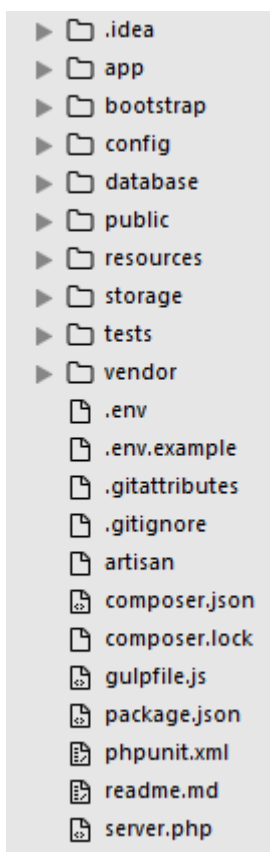 .idea
app
bootstrap
config
database
public
resources
storage
tests
vendor
.env
.env.example
.gitattributes
.gitignore
artisan
composer.json
composer.lock
gulpfile.js
package.json
phpunit.xml
readme.md
server.php